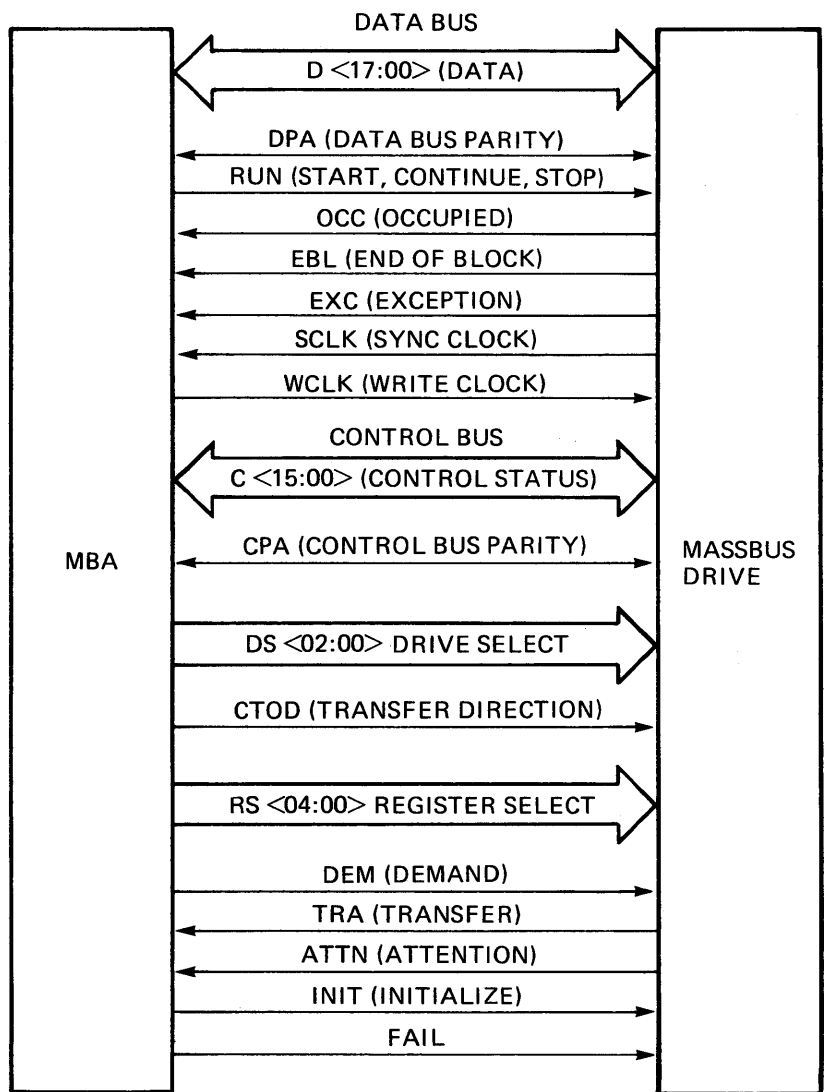 DATA BUS
D <17:00> (DATA)
DPA (DATA BUS PARITY)
RUN (START, CONTINUE, STOP)
OCC (OCCUPIED)
EBL (END OF BLOCK)
EXC (EXCEPTION)
SCLK (SYNC CLOCK)
WCLK (WRITE CLOCK)
CONTROL BUS
C <15:00> (CONTROL STATUS)
CPA (CONTROL BUS PARITY)
MBA
MASSBUS
DRIVE
DS <02:00> DRIVE SELECT
CTOD (TRANSFER DIRECTION)
RS <04:00> REGISTER SELECT
DEM (DEMAND)
TRA (TRANSFER)
ATTN (ATTENTION)
INIT (INITIALIZE)
FAIL